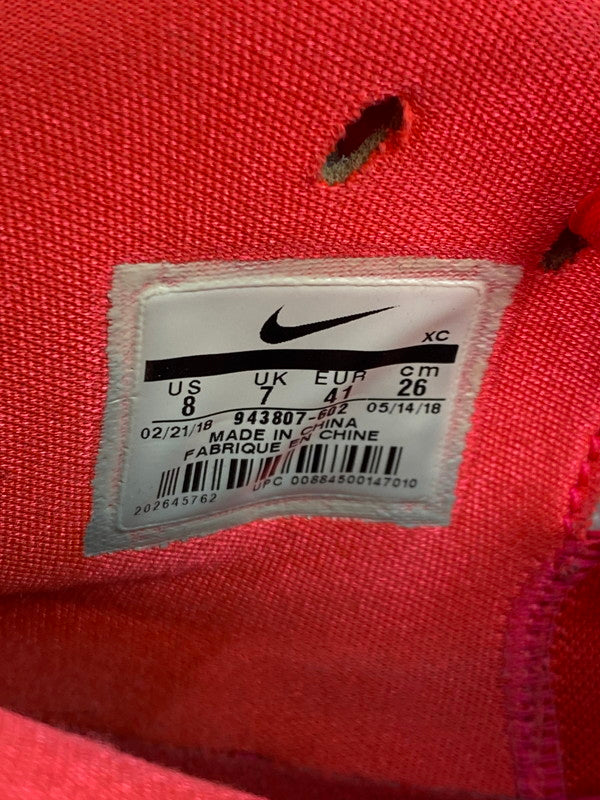 XC
US UK EUR cm
8 7 41 26
02/21/18 943807-602 05/14/18
MADE IN CHINA
FABRIQUE EN CHINE
UPC 00884500147010
202645762